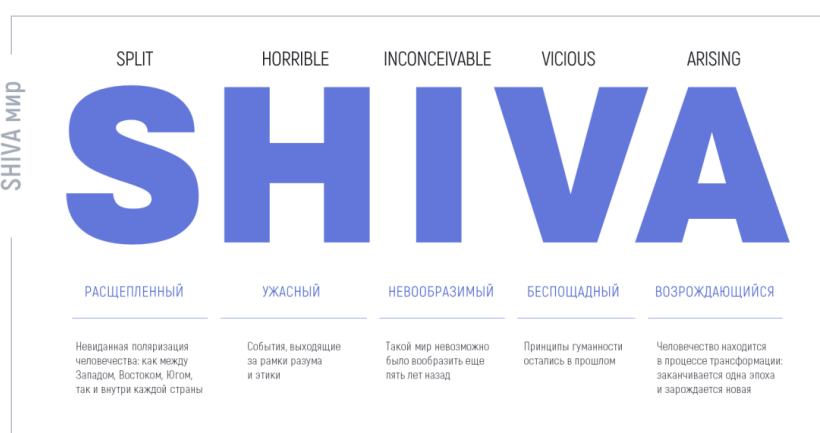 SHIVA мир
SPLIT
HORRIBLE
INCONCEIVABLE
VICIOUS
ARISING
SHIVA
РАСЩЕПЛЕННЫЙ
УЖАСНЫЙ
НЕВООБРАЗИМЫЙ
БЕСПОЩАДНЫЙ
ВОЗРОЖДАЮЩИЙСЯ
Невиданная поляризация
человечества: как между
Западом, Востоком, Югом,
так и внутри каждой страны
События, выходящие
за рамки разума
и этики
Такой мир невозможно
было вообразить еще
пять лет назад
Принципы гуманности
остались в прошлом
Человечество находится
в процессе трансформации:
заканчивается одна эпоха
и зарождается новая